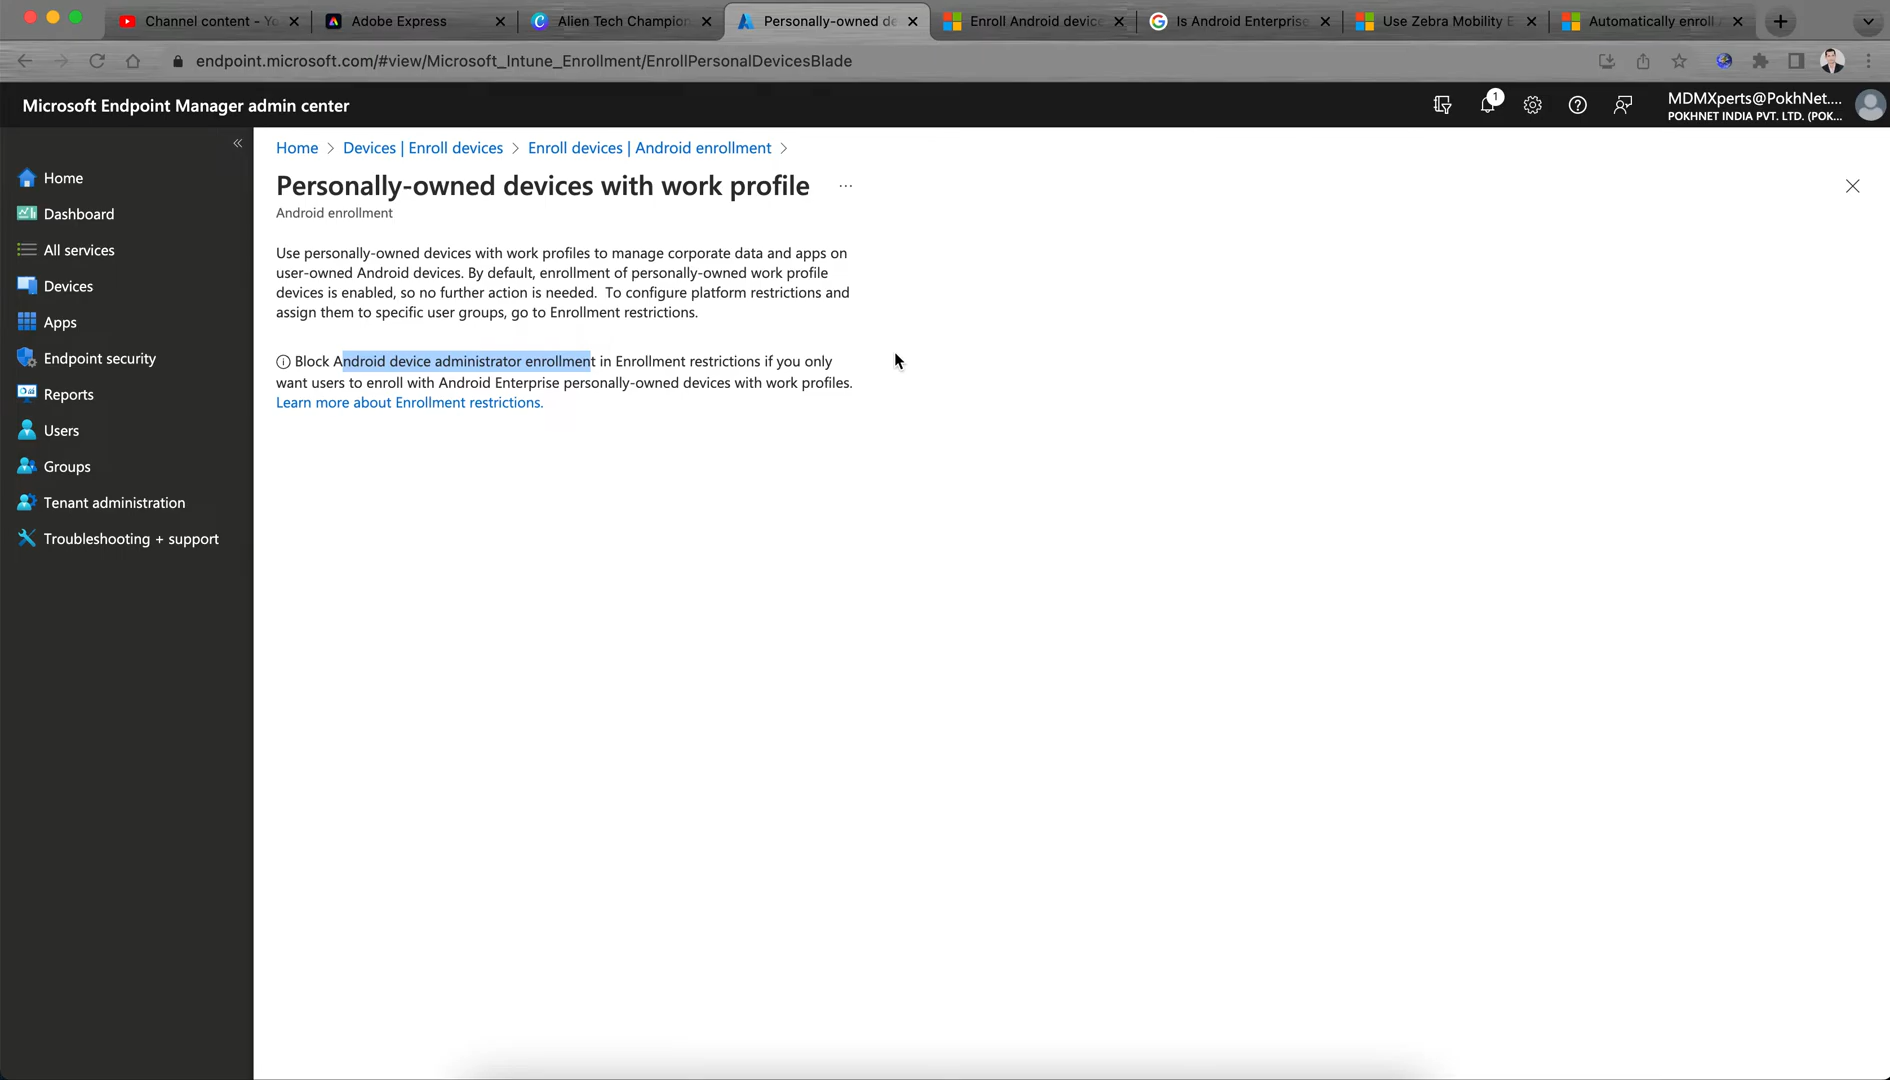 Channel content - Yo
Adobe Express
Alien Tech Champion
Personally-owned de
Enroll Android device
Is Android Enterprise
Use Zebra Mobility E
Automatically enroll A
endpoint.microsoft.com/#view/Microsoft_Intune_Enrollment/EnrollPersonalDevicesBlade
Microsoft Endpoint Manager admin center
1
MDMXperts@PokhNet....
POKHNET INDIA PVT. LTD. (POK...
Home
Dashboard
All services
Devices
Apps
Endpoint security
Reports
Users
Groups
Tenant administration
Troubleshooting + support
Home > Devices | Enroll devices > Enroll devices | Android enrollment >
Personally-owned devices with work profile ...
Android enrollment
Use personally-owned devices with work profiles to manage corporate data and apps on
user-owned Android devices. By default, enrollment of personally-owned work profile
devices is enabled, so no further action is needed. To configure platform restrictions and
assign them to specific user groups, go to Enrollment restrictions.
Block Android device administrator enrollment in Enrollment restrictions if you only
want users to enroll with Android Enterprise personally-owned devices with work profiles.
Learn more about Enrollment restrictions.